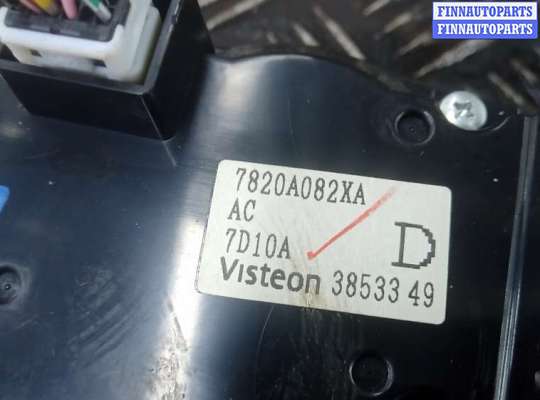 FINNAUTOPARTS
FINNAUTOPARTS
7820A082XA
AC
7D10A
D
Visteon 38533 49